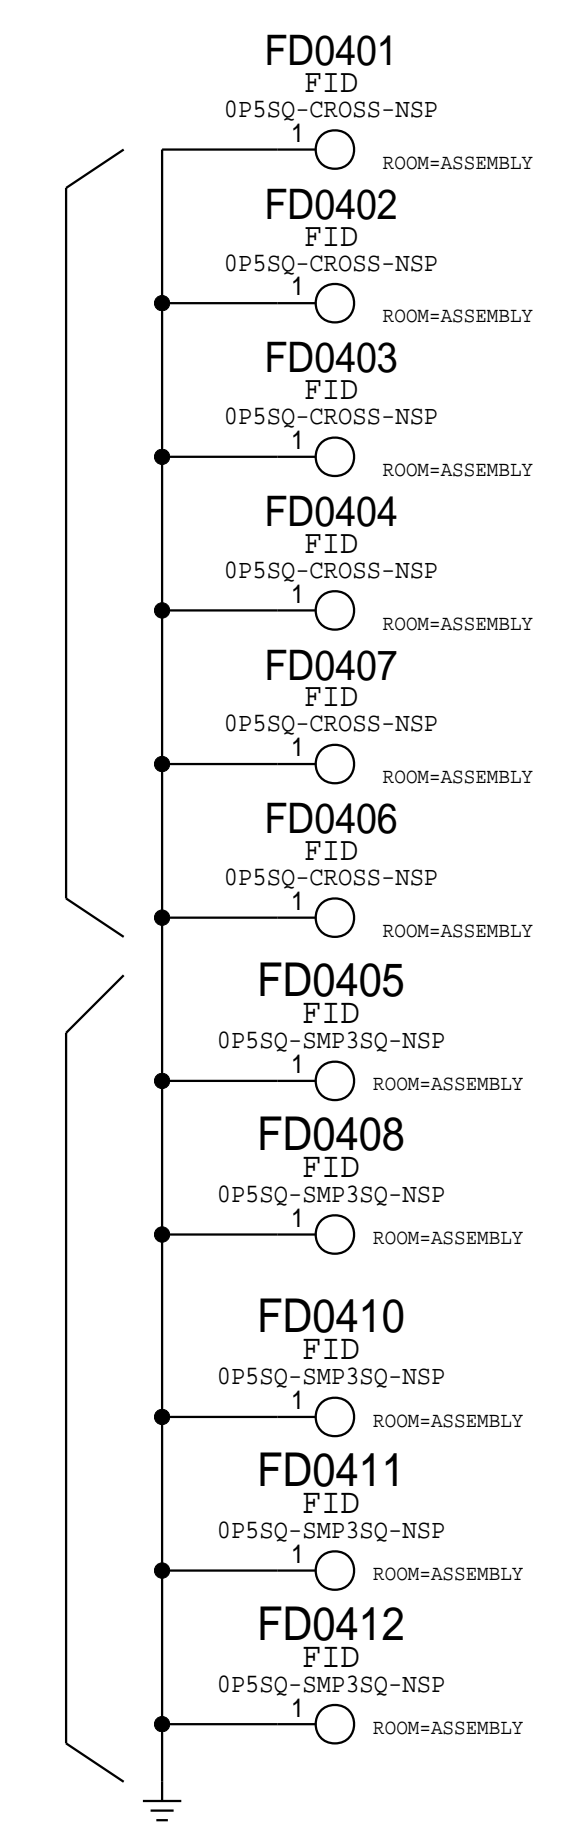 FD0401
FID
0P5SQ-CROSS-NSP
1
ROOM=ASSEMBLY
FD0402
FID
0P5SQ-CROSS-NSP
1
ROOM=ASSEMBLY
FD0403
FID
0P5SQ-CROSS-NSP
1
ROOM=ASSEMBLY
FD0404
FID
0P5SQ-CROSS-NSP
1
ROOM=ASSEMBLY
FD0407
FID
0P5SQ-CROSS-NSP
1
ROOM=ASSEMBLY
FD0406
FID
0P5SQ-CROSS-NSP
1
ROOM=ASSEMBLY
FD0405
FID
0P5SQ-SMP3SQ-NSP
1
ROOM=ASSEMBLY
FD0408
FID
0P5SQ-SMP3SQ-NSP
1
ROOM=ASSEMBLY
FD0410
FID
0P5SQ-SMP3SQ-NSP
1
ROOM=ASSEMBLY
FD0411
FID
0P5SQ-SMP3SQ-NSP
1
ROOM=ASSEMBLY
FD0412
FID
0P5SQ-SMP3SQ-NSP
1
ROOM=ASSEMBLY